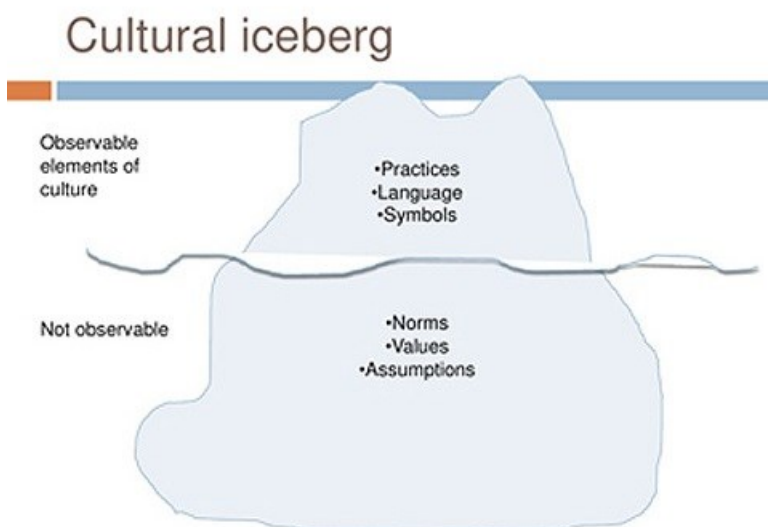 Cultural iceberg
Observable
elements of
culture
•Practices
•Language
•Symbols
Not observable
•Norms
•Values
•Assumptions